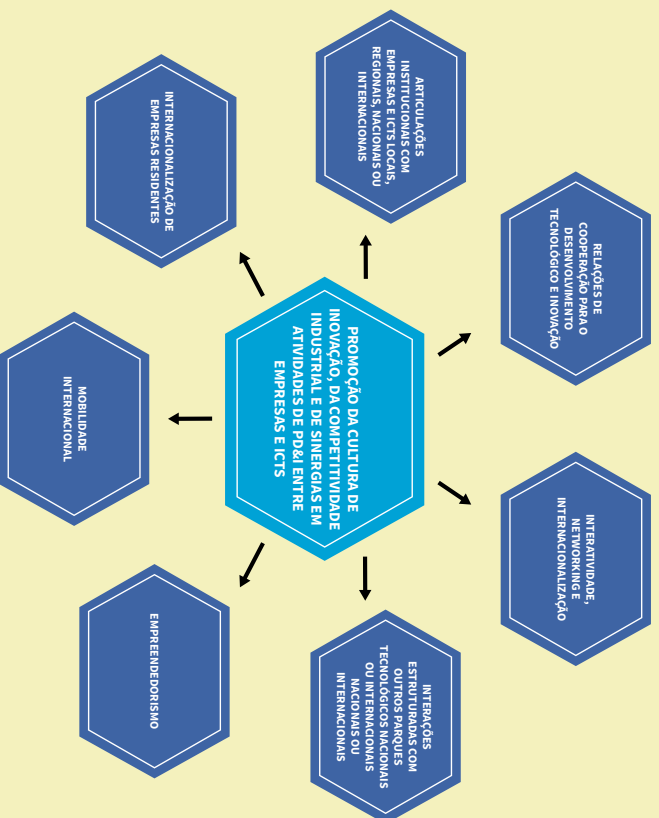 RELAÇÕES DE
COOPERAÇÃO PARA O
DESENVOLVIMENTO
TECNOLÓGICO E INOVAÇÃO
INTERATIVIDADE,
NETWORKING E
INTERNACIONALIZAÇÃO
ARTICULAÇÕES
INSTITUCIONAIS COM
EMPRESAS E ICTS LOCAIS,
REGIONAIS, NACIONAIS OU
INTERNACIONAIS
INTERAÇÕES
ESTRUTURADAS COM
OUTROS PARQUES
TECNOLÓGICOS NACIONAIS
OU INTERNACIONAIS
NACIONAIS OU
INTERNACIONAIS
PROMOÇÃO DA CULTURA DE
INOVAÇÃO, DA COMPETITIVIDADE
INDUSTRIAL E DE SINERGIAS EM
ATIVIDADES DE PD&I ENTRE
EMPRESAS E ICTS
INTERNACIONALIZAÇÃO DE
EMPRESAS RESIDENTES
EMPREENDEDORISMO
MOBILIDADE
INTERNACIONAL